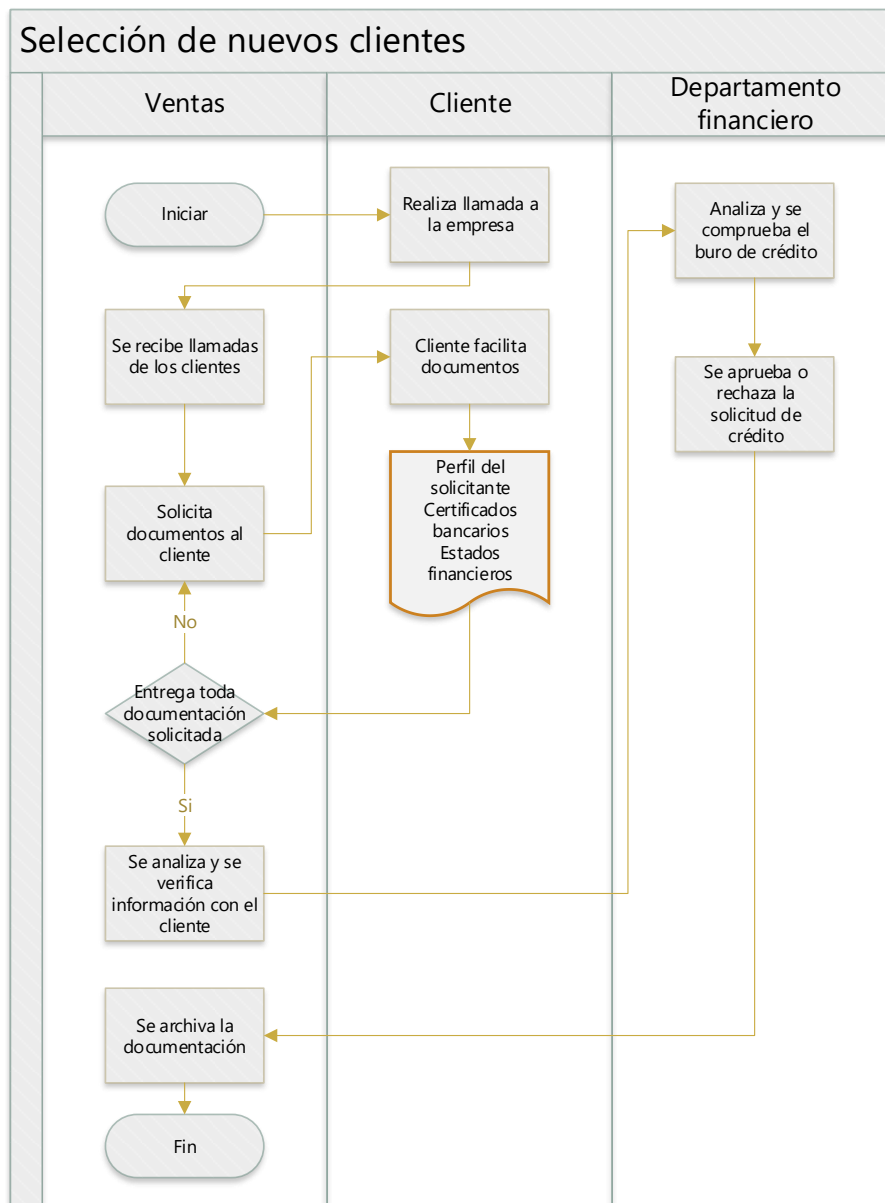 Selección de nuevos clientes
Ventas
Cliente
Departamento
financiero
Iniciar
Realiza llamada a
la empresa
Analiza y se
comprueba el
buro de crédito
Se recibe llamadas
de los clientes
Cliente facilita
documentos
Se aprueba o
rechaza la
solicitud de
crédito
Solicita
documentos al
cliente
Perfil del
solicitante
Certificados
bancarios
Estados
financieros
No
Entrega toda
documentación
solicitada
Si
Se analiza y se
verifica
información con el
cliente
Se archiva la
documentación
Fin